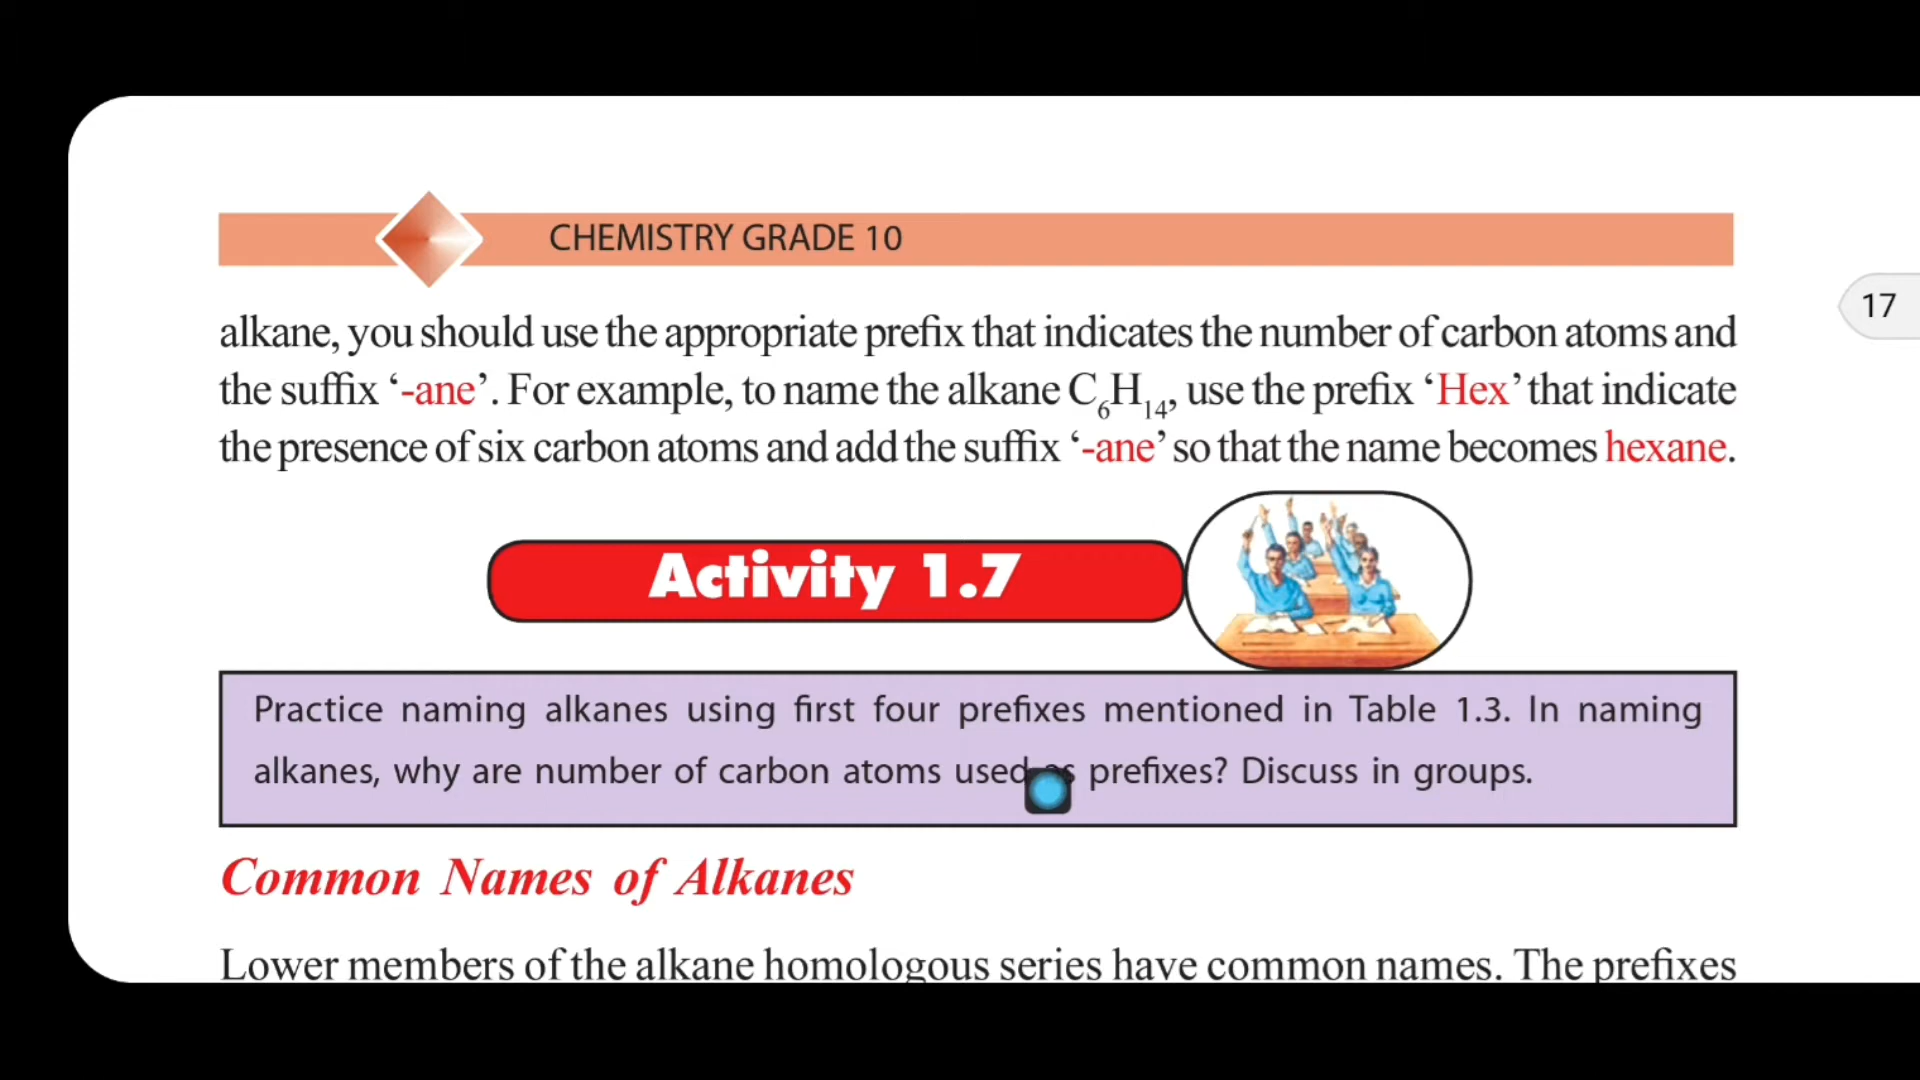 CHEMISTRY GRADE 10
17
alkane, you should use the appropriate prefix that indicates the number of carbon atoms and
the suffix ‘-ane’. For example, to name the alkane C₆H₁₄, use the prefix ‘Hex’ that indicate
the presence of six carbon atoms and add the suffix ‘-ane’ so that the name becomes hexane.
Activity 1.7
Practice naming alkanes using first four prefixes mentioned in Table 1.3. In naming
alkanes, why are number of carbon atoms used as prefixes? Discuss in groups.
Common Names of Alkanes
Lower members of the alkane homologous series have common names. The prefixes